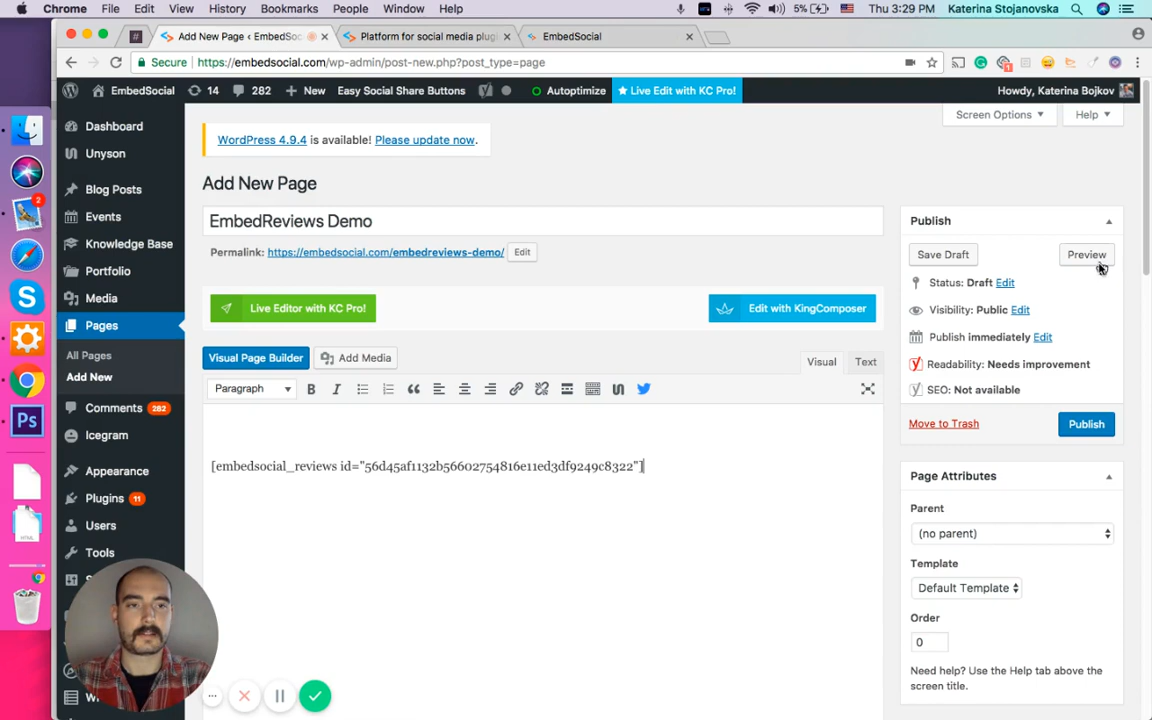 Chrome File Edit View History Bookmarks People Window Help 5% Thu 3:29 PM Katerina Stojanovska
Add New Page ‹ EmbedSoc Platform for social media plug EmbedSocial
Secure https://embedsocial.com/wp-admin/post-new.php?post_type=page
EmbedSocial 14 282 New Easy Social Share Buttons Autoptimize Live Edit with KC Pro! Howdy, Katerina Bojkov
Screen Options Help
Dashboard
Unyson
Blog Posts
Events
Knowledge Base
Portfolio
Media
Pages
All Pages
Add New
Comments 282
Icegram
Appearance
Plugins 11
Users
Tools
WordPress 4.9.4 is available! Please update now.
Add New Page
EmbedReviews Demo
Permalink: https://embedsocial.com/embedreviews-demo/ Edit
Live Editor with KC Pro! Edit with KingComposer
Visual Page Builder Add Media Visual Text
Paragraph B I
[embedsocial_reviews id="56d45af1132b56602754816e11ed3df9249c8322"]
Publish
Save Draft Preview
Status: Draft Edit
Visibility: Public Edit
Publish immediately Edit
Readability: Needs improvement
SEO: Not available
Move to Trash Publish
Page Attributes
Parent
(no parent)
Template
Default Template
Order
0
Need help? Use the Help tab above the
screen title.
2
S
Ps
HTML